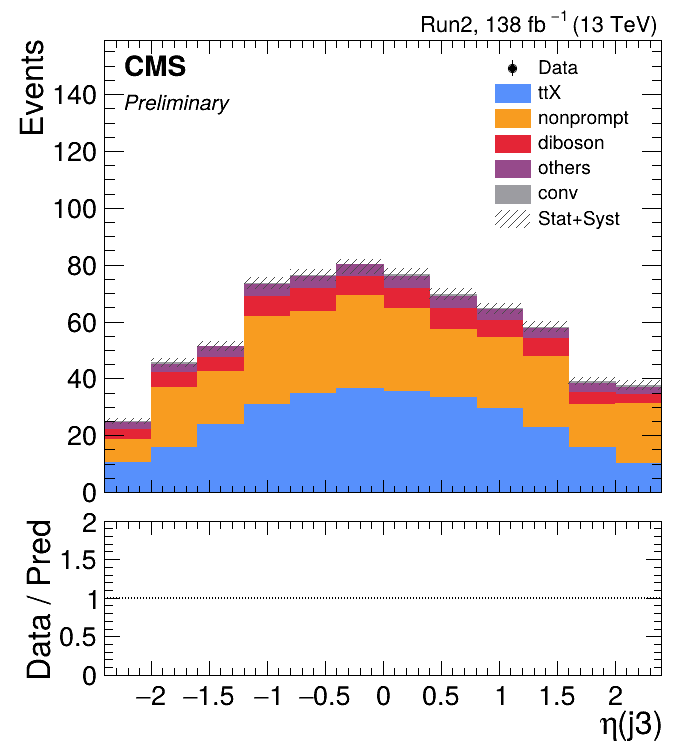 Run2, 138 fb⁻¹ (13 TeV)
Events
CMS
Preliminary
Data
ttX
nonprompt
diboson
others
conv
Stat+Syst
140
120
100
80
60
40
20
0
Data / Pred
2
1.5
1
0.5
0
−2 −1.5 −1 −0.5 0 0.5 1 1.5 2
η(j3)